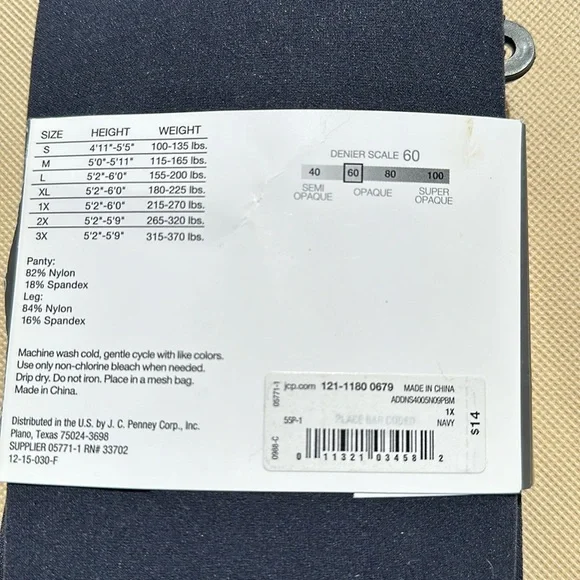 SIZE HEIGHT WEIGHT
S 4'11"-5'5" 100-135 lbs.
M 5'0"-5'11" 115-165 lbs.
L 5'2"-6'0" 155-200 lbs.
XL 5'2"-6'0" 180-225 lbs.
1X 5'2"-6'0" 215-270 lbs.
2X 5'2"-5'9" 265-320 lbs.
3X 5'2"-5'9" 315-370 lbs.
Panty:
82% Nylon
18% Spandex
Leg:
84% Nylon
16% Spandex
Machine wash cold, gentle cycle with like colors.
Use only non-chlorine bleach when needed.
Drip dry. Do not iron. Place in a mesh bag.
Made in China.
Distributed in the U.S. by J. C. Penney Corp., Inc.
Plano, Texas 75024-3698
SUPPLIER 05771-1 RN# 33702
12-15-030-F
DENIER SCALE 60
40 60 80 100
SEMI OPAQUE
OPAQUE
SUPER OPAQUE
05771-1
0988-C
jcp.com 121-1180 0679 MADE IN CHINA
ADDNS4005N09PBM
1X
55P-1
NAVY
$14
0 11321 03458 2